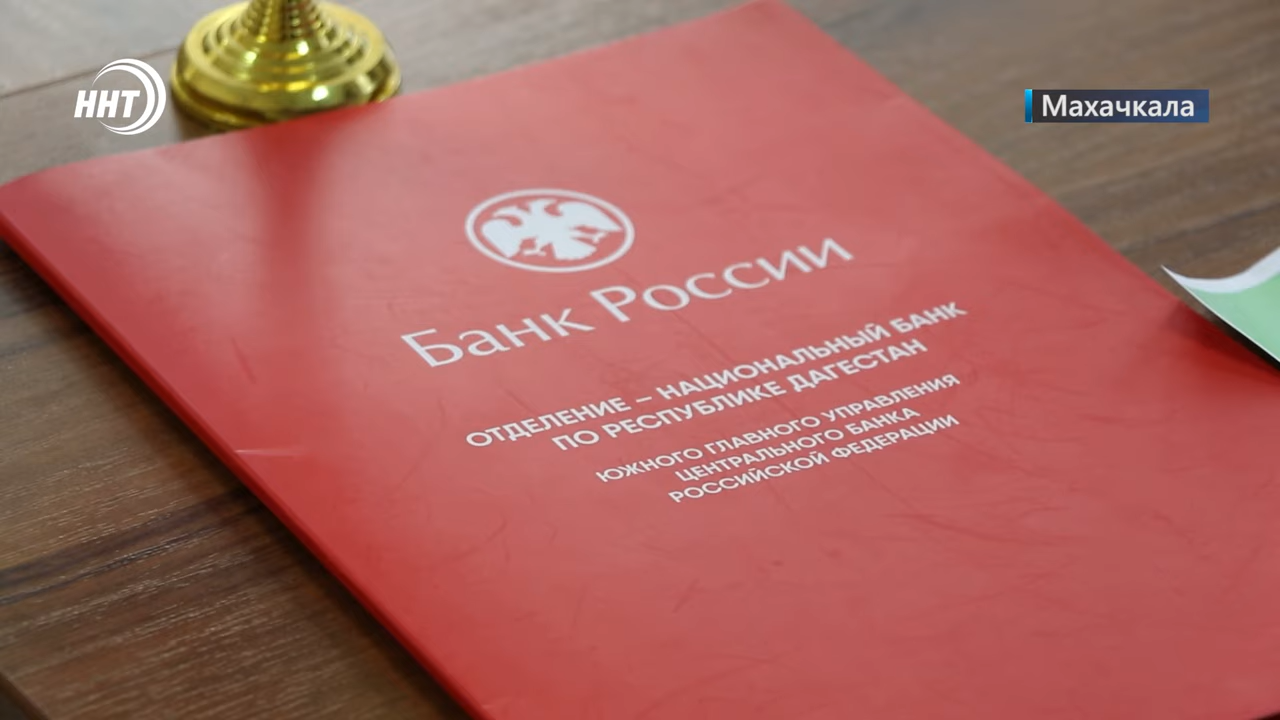 ННТ
Махачкала
Банк России
ОТДЕЛЕНИЕ – НАЦИОНАЛЬНЫЙ БАНК
ПО РЕСПУБЛИКЕ ДАГЕСТАН
ЮЖНОГО ГЛАВНОГО УПРАВЛЕНИЯ
ЦЕНТРАЛЬНОГО БАНКА
РОССИЙСКОЙ ФЕДЕРАЦИИ